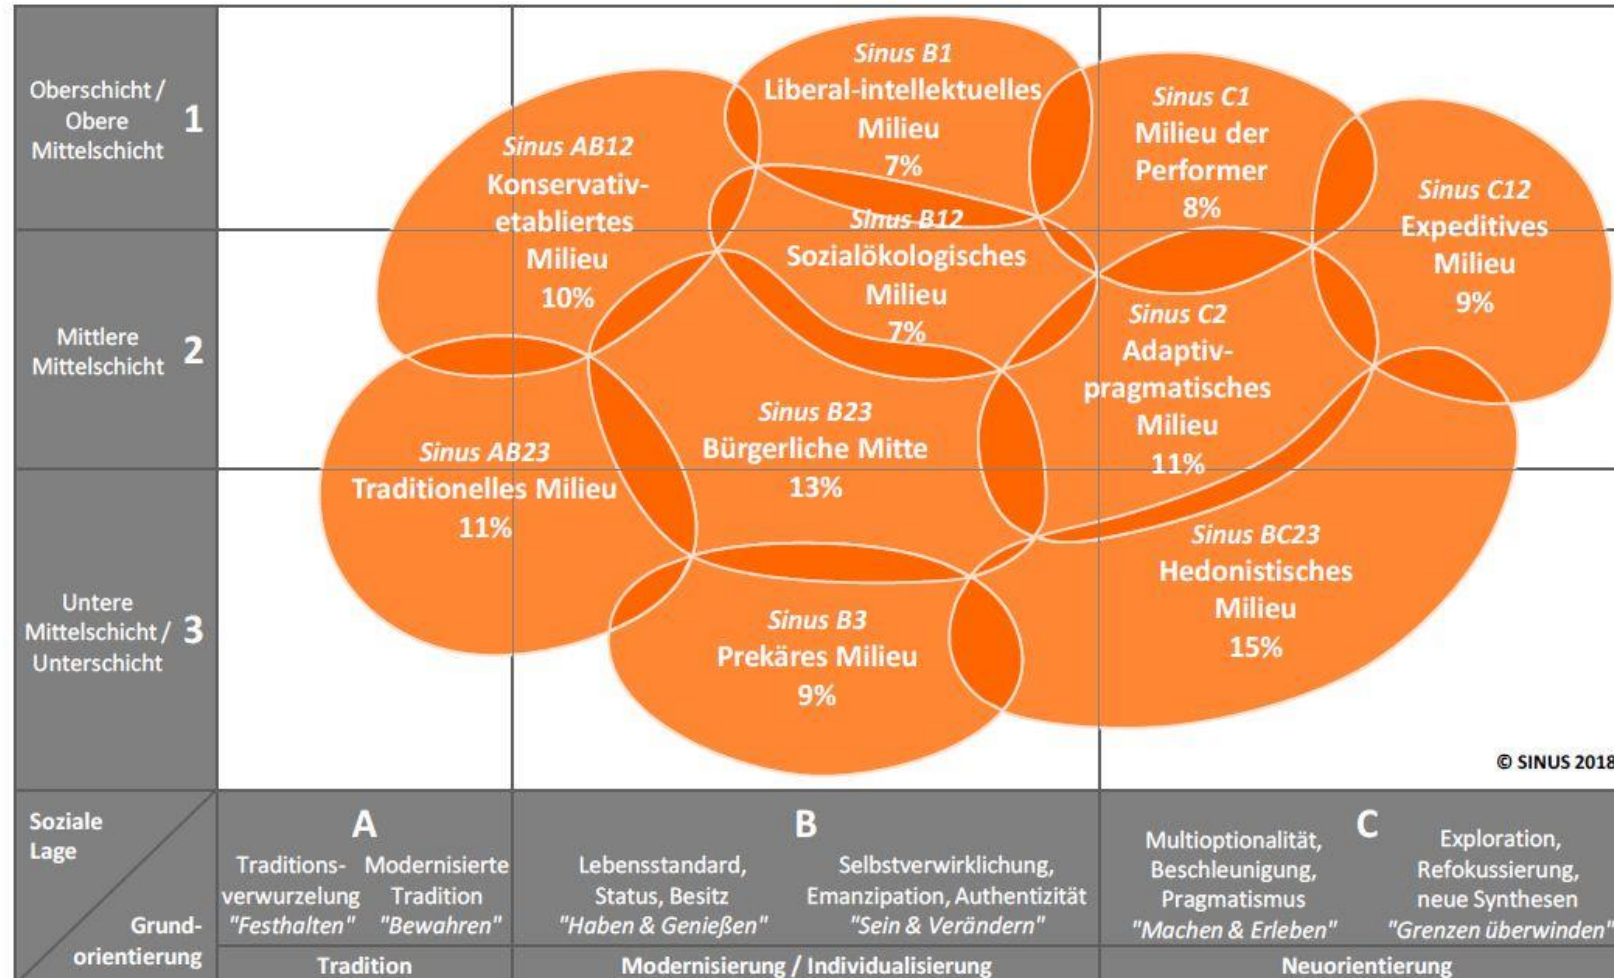 Oberschicht /
Obere
Mittelschicht
1
Mittlere
Mittelschicht
2
Untere
Mittelschicht /
Unterschicht
3
Sinus B1
Liberal-intellektuelles
Milieu
7%
Sinus C1
Milieu der
Performer
8%
Sinus AB12
Konservativ-
etabliertes
Milieu
10%
Sinus C12
Expeditives
Milieu
9%
Sinus B12
Sozialökologisches
Milieu
7%
Sinus C2
Adaptiv-
pragmatisches
Milieu
11%
Sinus B23
Bürgerliche Mitte
13%
Sinus AB23
Traditionelles Milieu
11%
Sinus BC23
Hedonistisches
Milieu
15%
Sinus B3
Prekäres Milieu
9%
© SINUS 2018
Soziale
Lage
Grund-
orientierung
A
Traditions-
verwurzelung
"Festhalten"
Modernisierte
Tradition
"Bewahren"
B
Lebensstandard,
Status, Besitz
"Haben & Genießen"
Selbstverwirklichung,
Emanzipation, Authentizität
"Sein & Verändern"
C
Multioptionalität,
Beschleunigung,
Pragmatismus
"Machen & Erleben"
Exploration,
Refokussierung,
neue Synthesen
"Grenzen überwinden"
Tradition
Modernisierung / Individualisierung
Neuorientierung